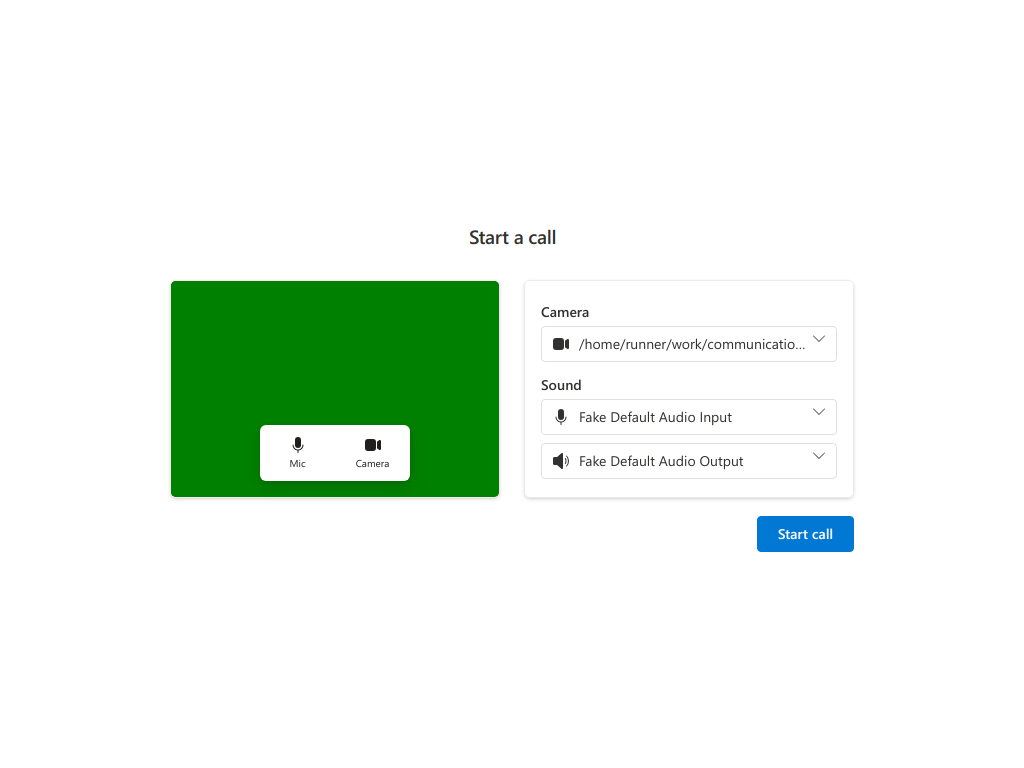 Start a call
Mic
Camera
Camera
/home/runner/work/communicatio...
Sound
Fake Default Audio Input
Fake Default Audio Output
Start call